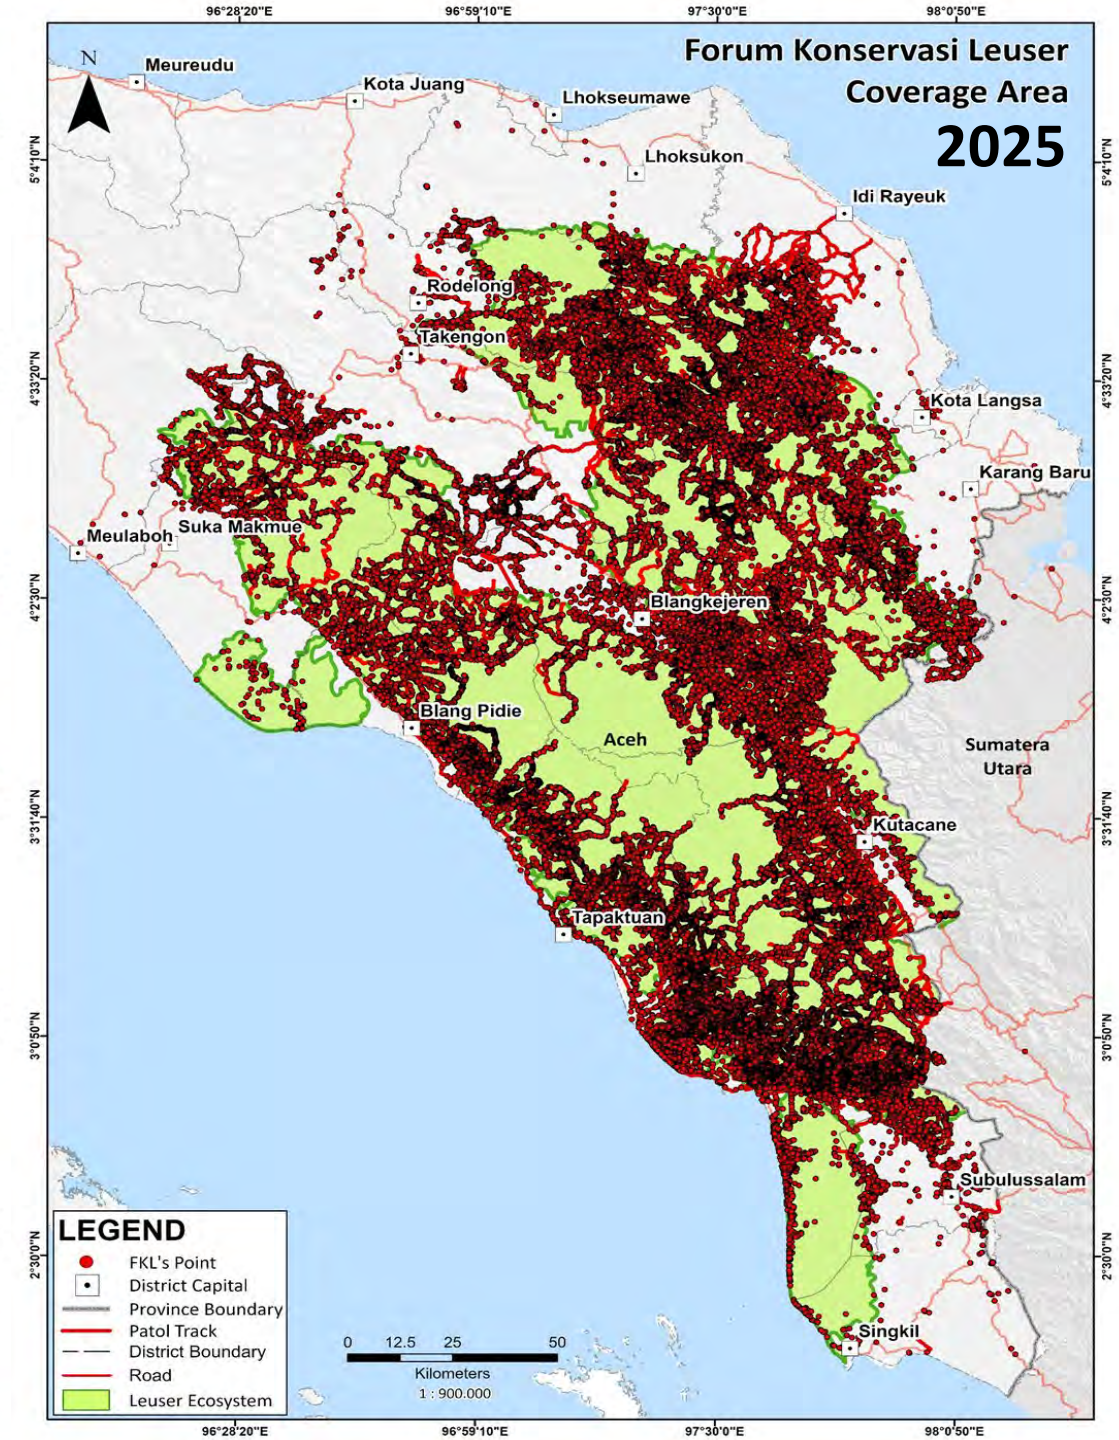 96°28'20"E
96°59'10"E
97°30'0"E
98°0'50"E
Forum Konservasi Leuser
Coverage Area
2025
N
Meureudu
Kota Juang
Lhokseumawe
Lhoksukon
Idi Rayeuk
5°4'10"N
5°4'10"N
Rodelong
Takengon
4°33'20"N
4°33'20"N
Kota Langsa
Karang Baru
Meulaboh
Suka Makmue
4°2'30"N
4°2'30"N
Blangkejeren
Blang Pidie
Aceh
Sumatera
Utara
3°31'40"N
3°31'40"N
Kutacane
Tapaktuan
3°0'50"N
3°0'50"N
Subulussalam
2°30'0"N
2°30'0"N
Singkil
LEGEND
FKL's Point
District Capital
Province Boundary
Patol Track
District Boundary
Road
Leuser Ecosystem
0 12.5 25 50
Kilometers
1 : 900.000
96°28'20"E
96°59'10"E
97°30'0"E
98°0'50"E